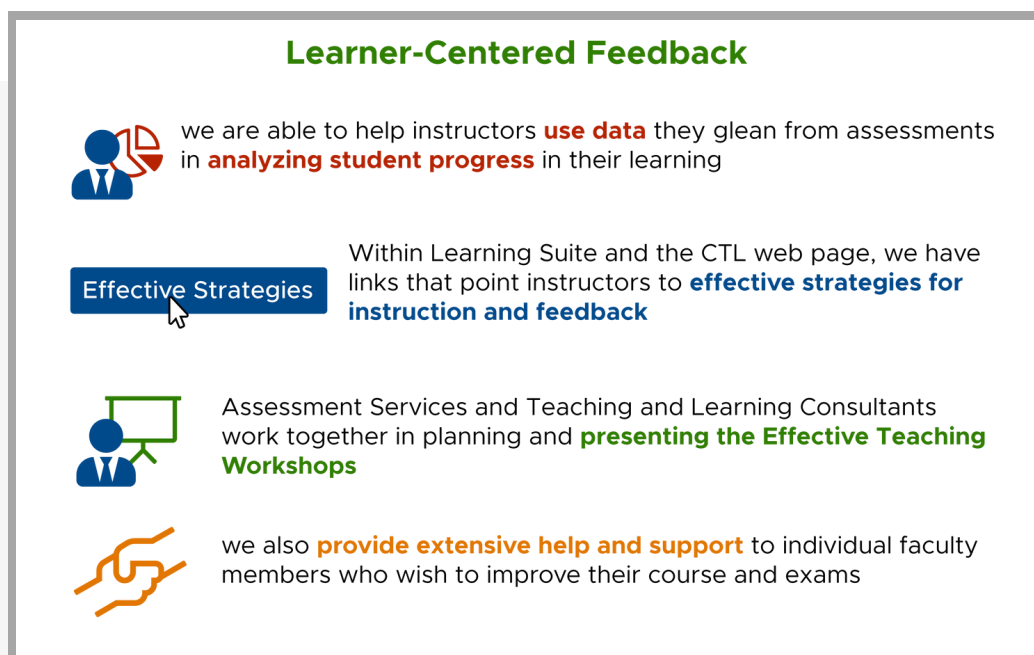 Learner-Centered Feedback
we are able to help instructors use data they glean from assessments
in analyzing student progress in their learning
Effective Strategies
Within Learning Suite and the CTL web page, we have
links that point instructors to effective strategies for
instruction and feedback
Assessment Services and Teaching and Learning Consultants
work together in planning and presenting the Effective Teaching
Workshops
we also provide extensive help and support to individual faculty
members who wish to improve their course and exams